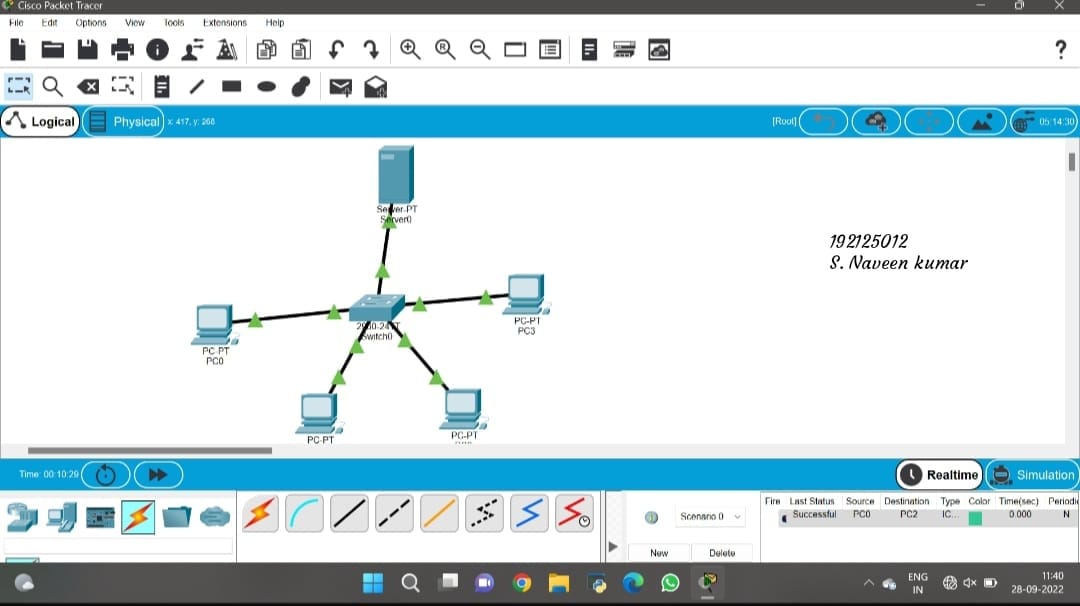 Cisco Packet Tracer
File Edit Options View Tools Extensions Help
Logical
Physical x: 417, y: 268
[Root]
05:14:30
Server-PT
Server0
192125012
S. Naveen kumar
PC-PT
PC3
Switch0
PC-PT
PC0
PC-PT
PC-PT
Time: 00:10:29
Realtime
Simulation
Scenario 0
New Delete
Fire Last Status Source Destination Type Color Time(sec) Periodi
Successful PC0 PC2 IC... 0.000 N
ENG
IN
11:40
28-09-2022